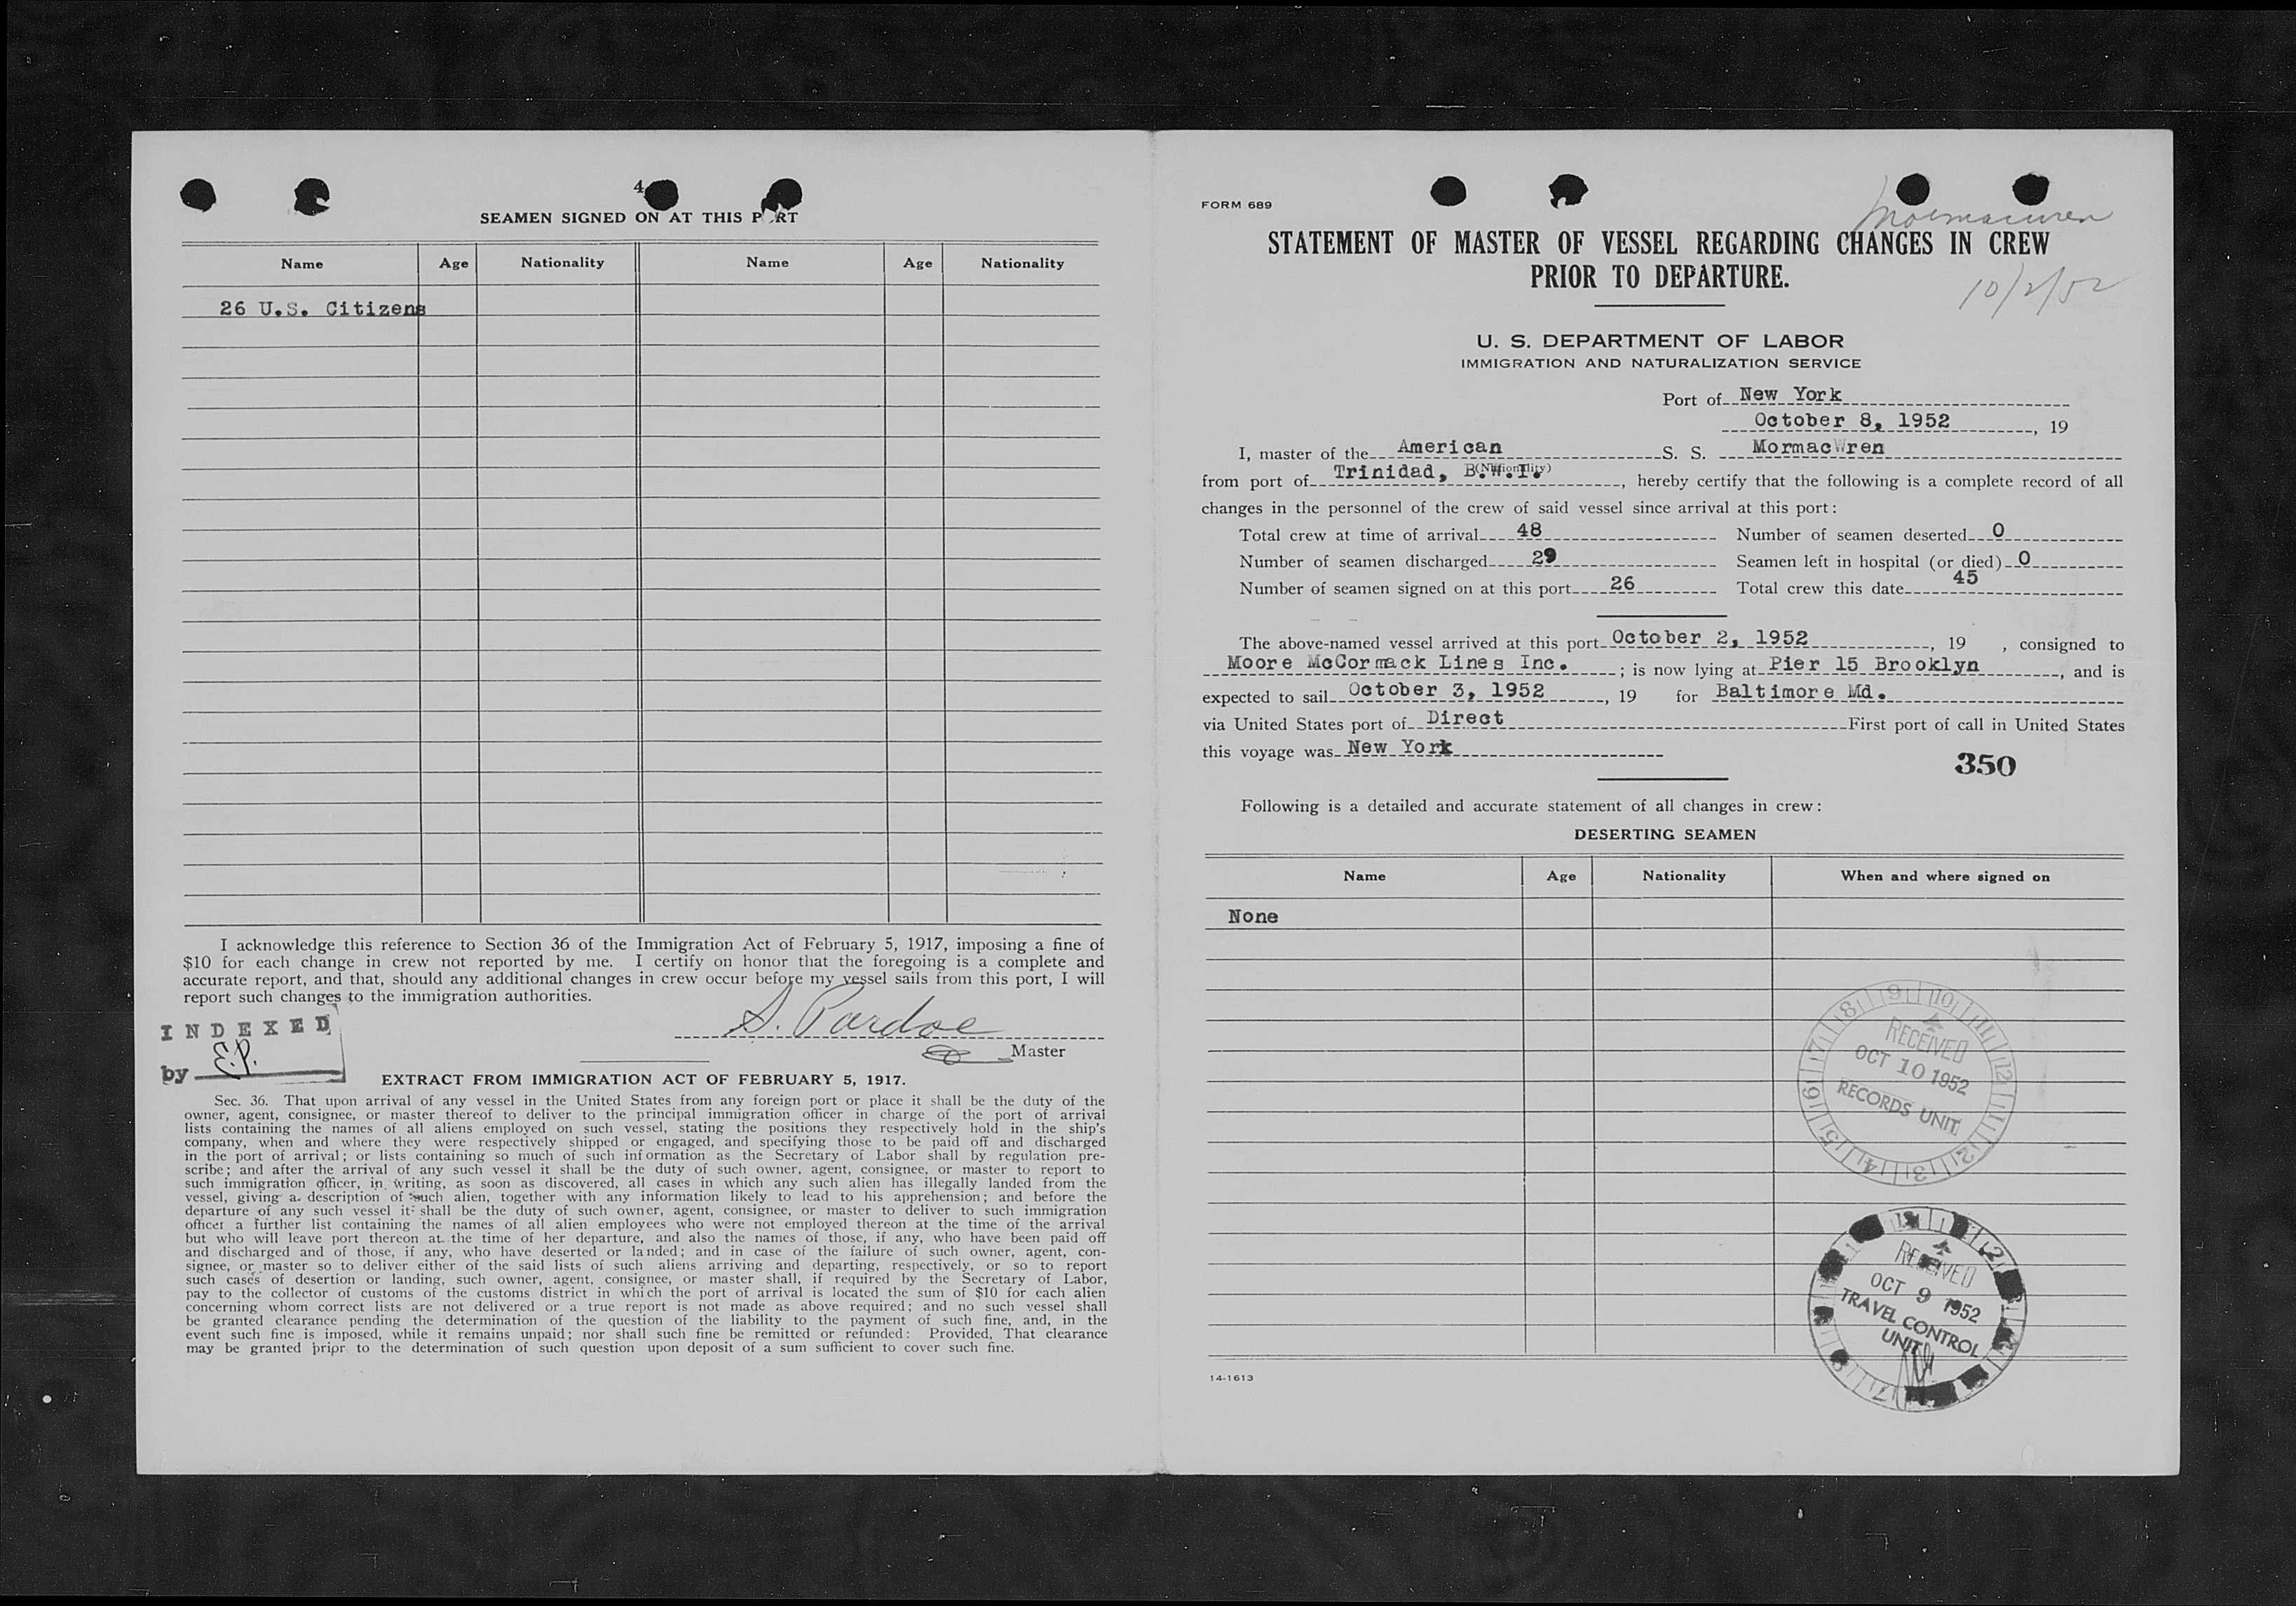 4
SEAMEN SIGNED ON AT THIS PORT
Name Age Nationality Name Age Nationality
26 U.S. Citizens
I acknowledge this reference to Section 36 of the Immigration Act of February 5, 1917, imposing a fine of
$10 for each change in crew not reported by me. I certify on honor that the foregoing is a complete and
accurate report, and that, should any additional changes in crew occur before my vessel sails from this port, I will
report such changes to the immigration authorities.
INDEXED
by E.P.
S. Pardoe
Master
EXTRACT FROM IMMIGRATION ACT OF FEBRUARY 5, 1917.
Sec. 36. That upon arrival of any vessel in the United States from any foreign port or place it shall be the duty of the
owner, agent, consignee, or master thereof to deliver to the principal immigration officer in charge of the port of arrival
lists containing the names of all aliens employed on such vessel, stating the positions they respectively hold in the ship's
company, when and where they were respectively shipped or engaged, and specifying those to be paid off and discharged
in the port of arrival; or lists containing so much of such information as the Secretary of Labor shall by regulation pre-
scribe; and after the arrival of any such vessel it shall be the duty of such owner, agent, consignee, or master to report to
such immigration officer, in writing, as soon as discovered, all cases in which any such alien has illegally landed from the
vessel, giving a description of such alien, together with any information likely to lead to his apprehension; and before the
departure of any such vessel it shall be the duty of such owner, agent, consignee, or master to deliver to such immigration
officer a further list containing the names of all alien employees who were not employed thereon at the time of the arrival
but who will leave port thereon at the time of her departure, and also the names of those, if any, who have been paid off
and discharged and of those, if any, who have deserted or landed; and in case of the failure of such owner, agent, con-
signee, or master so to deliver either of the said lists of such aliens arriving and departing, respectively, or so to report
such cases of desertion or landing, such owner, agent, consignee, or master shall, if required by the Secretary of Labor,
pay to the collector of customs of the customs district in which the port of arrival is located the sum of $10 for each alien
concerning whom correct lists are not delivered or a true report is not made as above required; and no such vessel shall
be granted clearance pending the determination of the question of the liability to the payment of such fine, and, in the
event such fine is imposed, while it remains unpaid; nor shall such fine be remitted or refunded: Provided, That clearance
may be granted prior to the determination of such question upon deposit of a sum sufficient to cover such fine.
FORM 689
Mormacwren
STATEMENT OF MASTER OF VESSEL REGARDING CHANGES IN CREW
PRIOR TO DEPARTURE.
10/2/52
U. S. DEPARTMENT OF LABOR
IMMIGRATION AND NATURALIZATION SERVICE
Port of New York
October 8, 1952, 19
I, master of the American S. S. MormacWren
(Nationality)
from port of Trinidad, B.W.I., hereby certify that the following is a complete record of all
changes in the personnel of the crew of said vessel since arrival at this port:
Total crew at time of arrival 48 Number of seamen deserted 0
Number of seamen discharged 29 Seamen left in hospital (or died) 0
Number of seamen signed on at this port 26 Total crew this date 45
The above-named vessel arrived at this port October 2, 1952, 19 , consigned to
Moore McCormack Lines Inc.; is now lying at Pier 15 Brooklyn, and is
expected to sail October 3, 1952, 19 for Baltimore Md.
via United States port of Direct First port of call in United States
this voyage was New York
350
Following is a detailed and accurate statement of all changes in crew:
DESERTING SEAMEN
Name Age Nationality When and where signed on
None
RECEIVED
OCT 10 1952
RECORDS UNIT
RECEIVED
OCT 9 1952
TRAVEL CONTROL
UNIT
14-1613